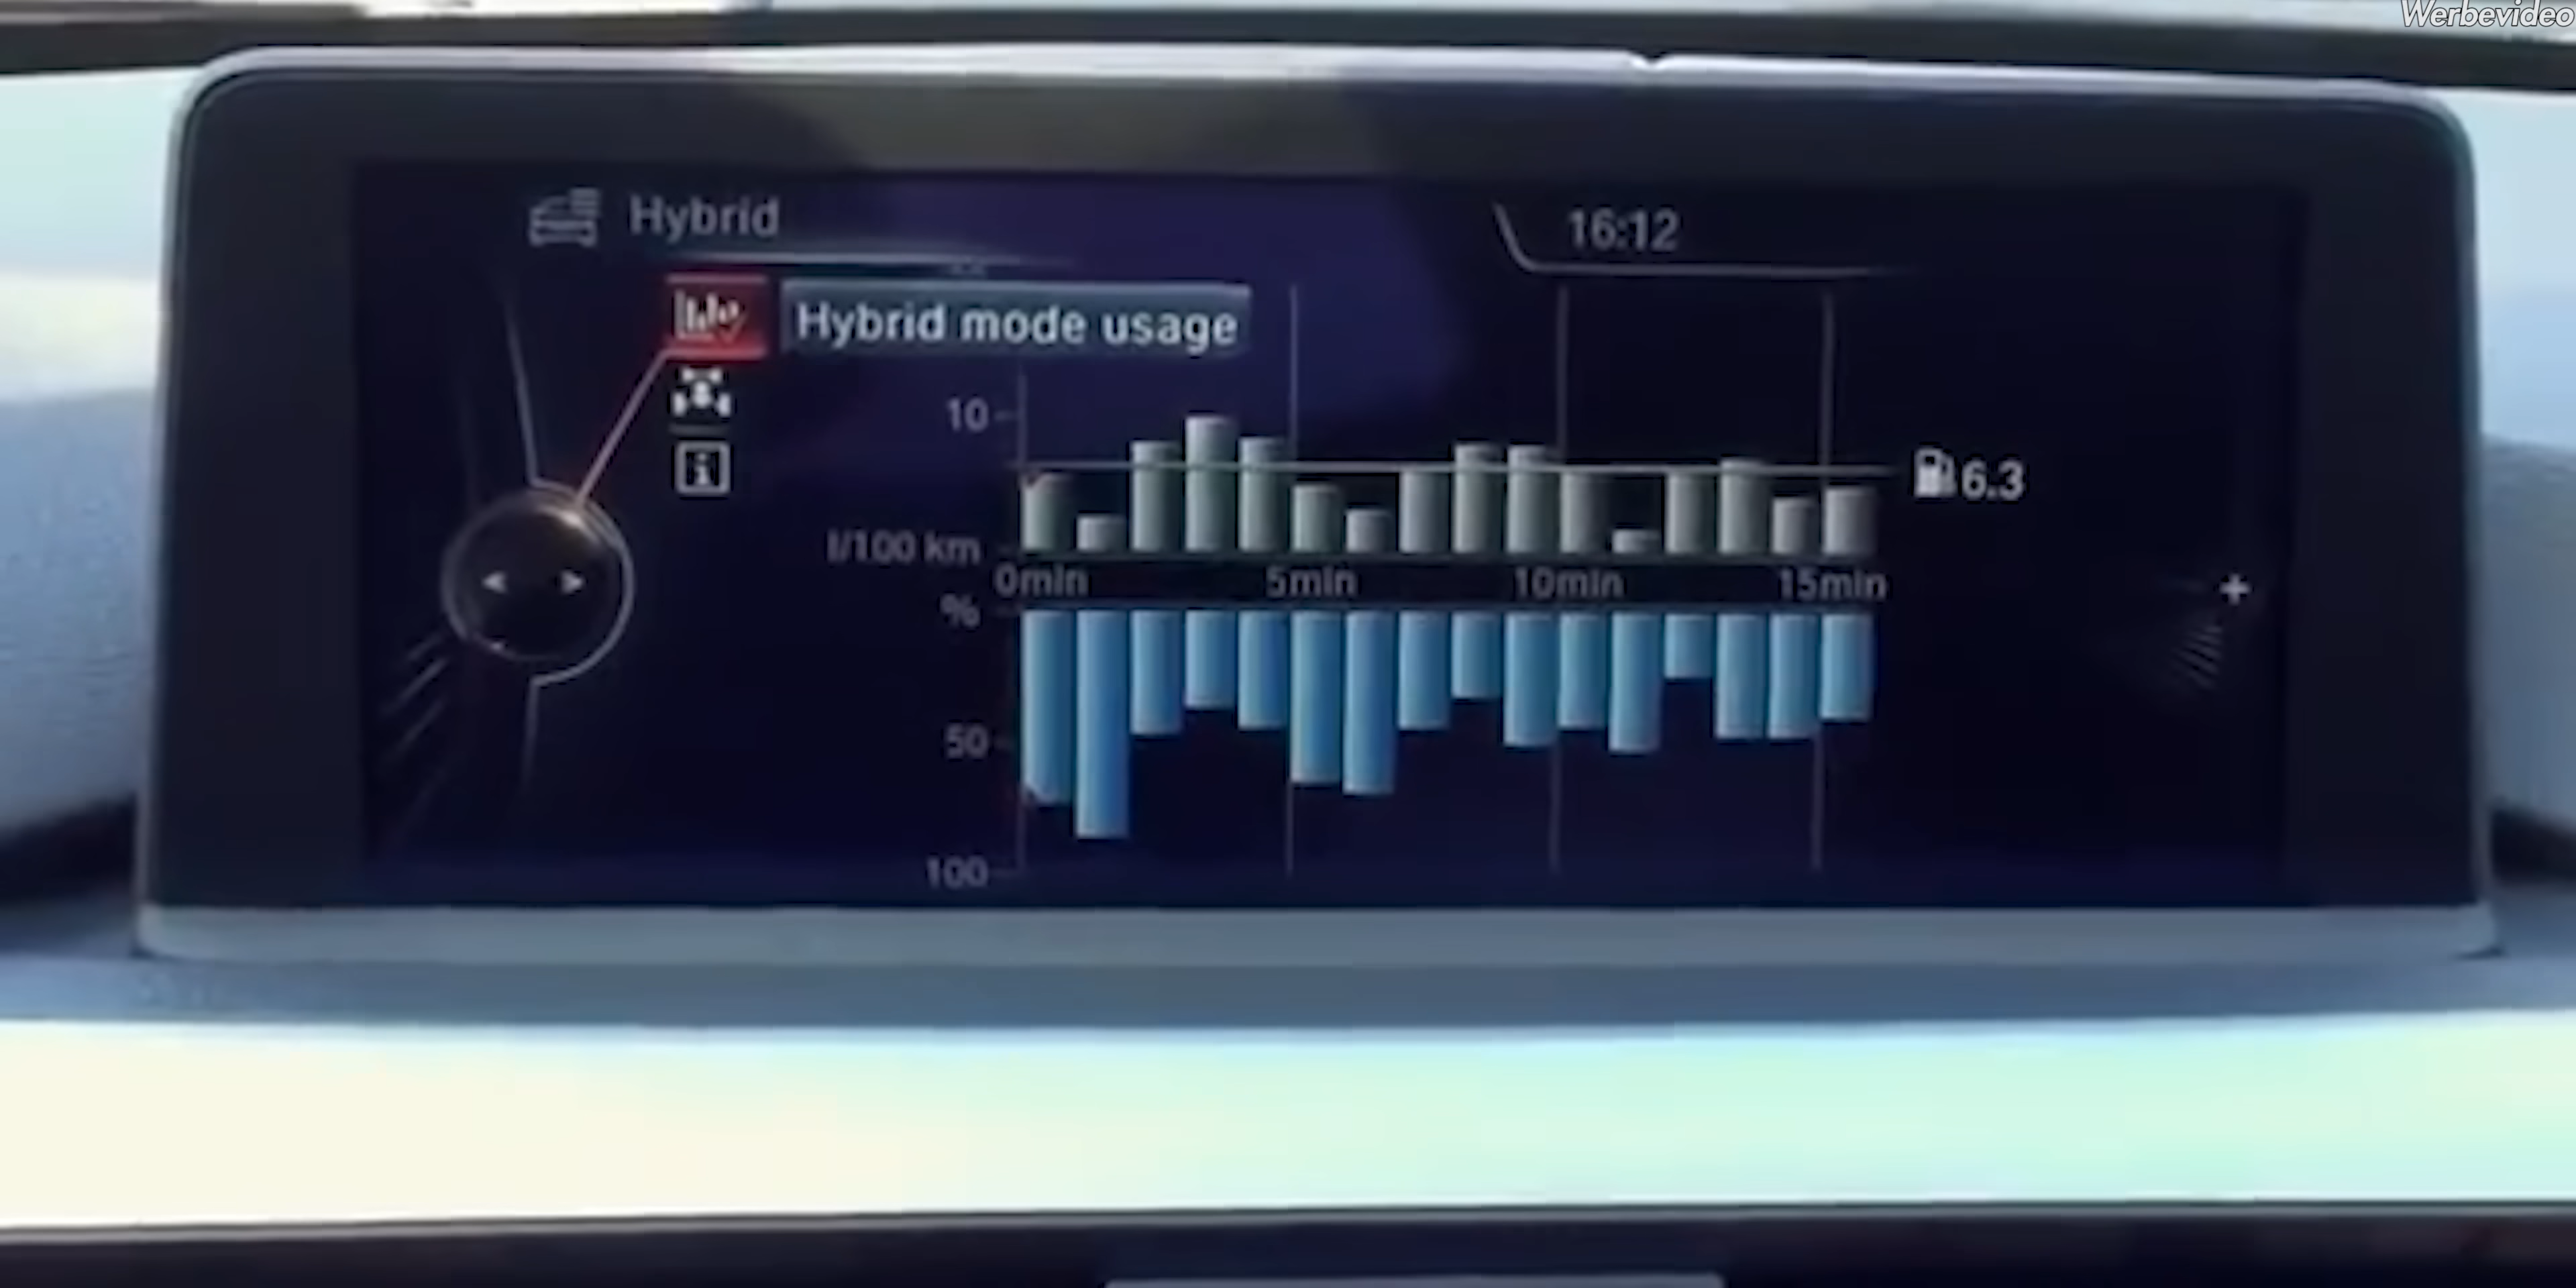 Werbevideo
Hybrid
16:12
Hybrid mode usage
10
6.3
l/100 km
0min 5min 10min 15min
%
50
100